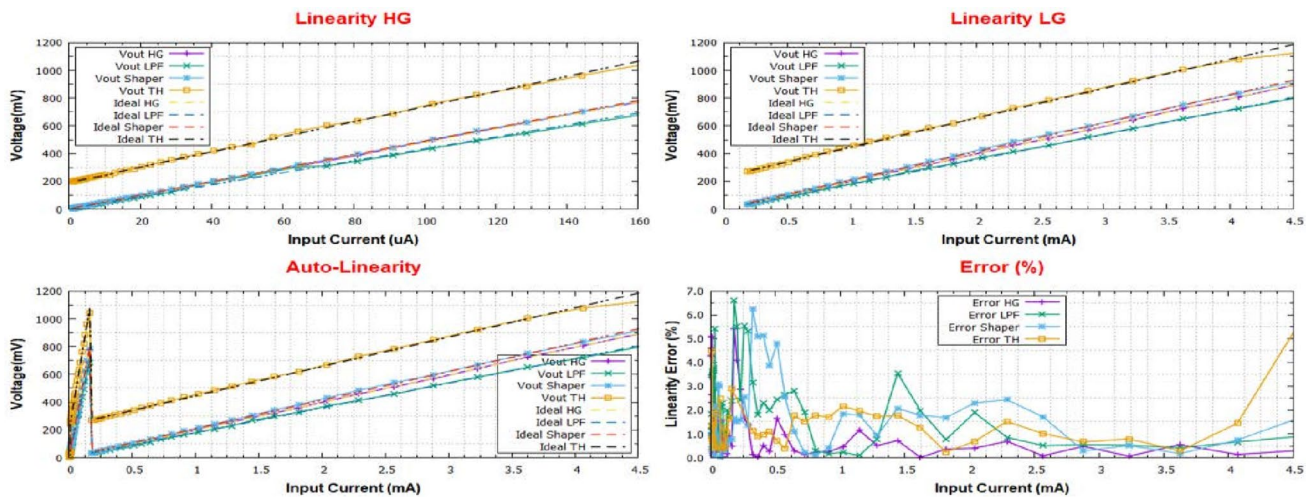 Linearity HG
Voltage(mV)
1200
1000
800
600
400
200
0
Vout HG
Vout LPF
Vout Shaper
Vout TH
Ideal HG
Ideal LPF
Ideal Shaper
Ideal TH
0 20 40 60 80 100 120 140 160
Input Current (uA)
Linearity LG
Voltage(mV)
1200
1000
800
600
400
200
0
Vout HG
Vout LPF
Vout Shaper
Vout TH
Ideal HG
Ideal LPF
Ideal Shaper
Ideal TH
0 0.5 1 1.5 2 2.5 3 3.5 4 4.5
Input Current (mA)
Auto-Linearity
Voltage(mV)
1200
1000
800
600
400
200
0
Vout HG
Vout LPF
Vout Shaper
Vout TH
Ideal HG
Ideal LPF
Ideal Shaper
Ideal TH
0 0.5 1 1.5 2 2.5 3 3.5 4 4.5
Input Current (mA)
Error (%)
Linearity Error (%)
7.0
6.0
5.0
4.0
3.0
2.0
1.0
0.0
Error HG
Error LPF
Error Shaper
Error TH
0 0.5 1 1.5 2 2.5 3 3.5 4 4.5
Input Current (mA)